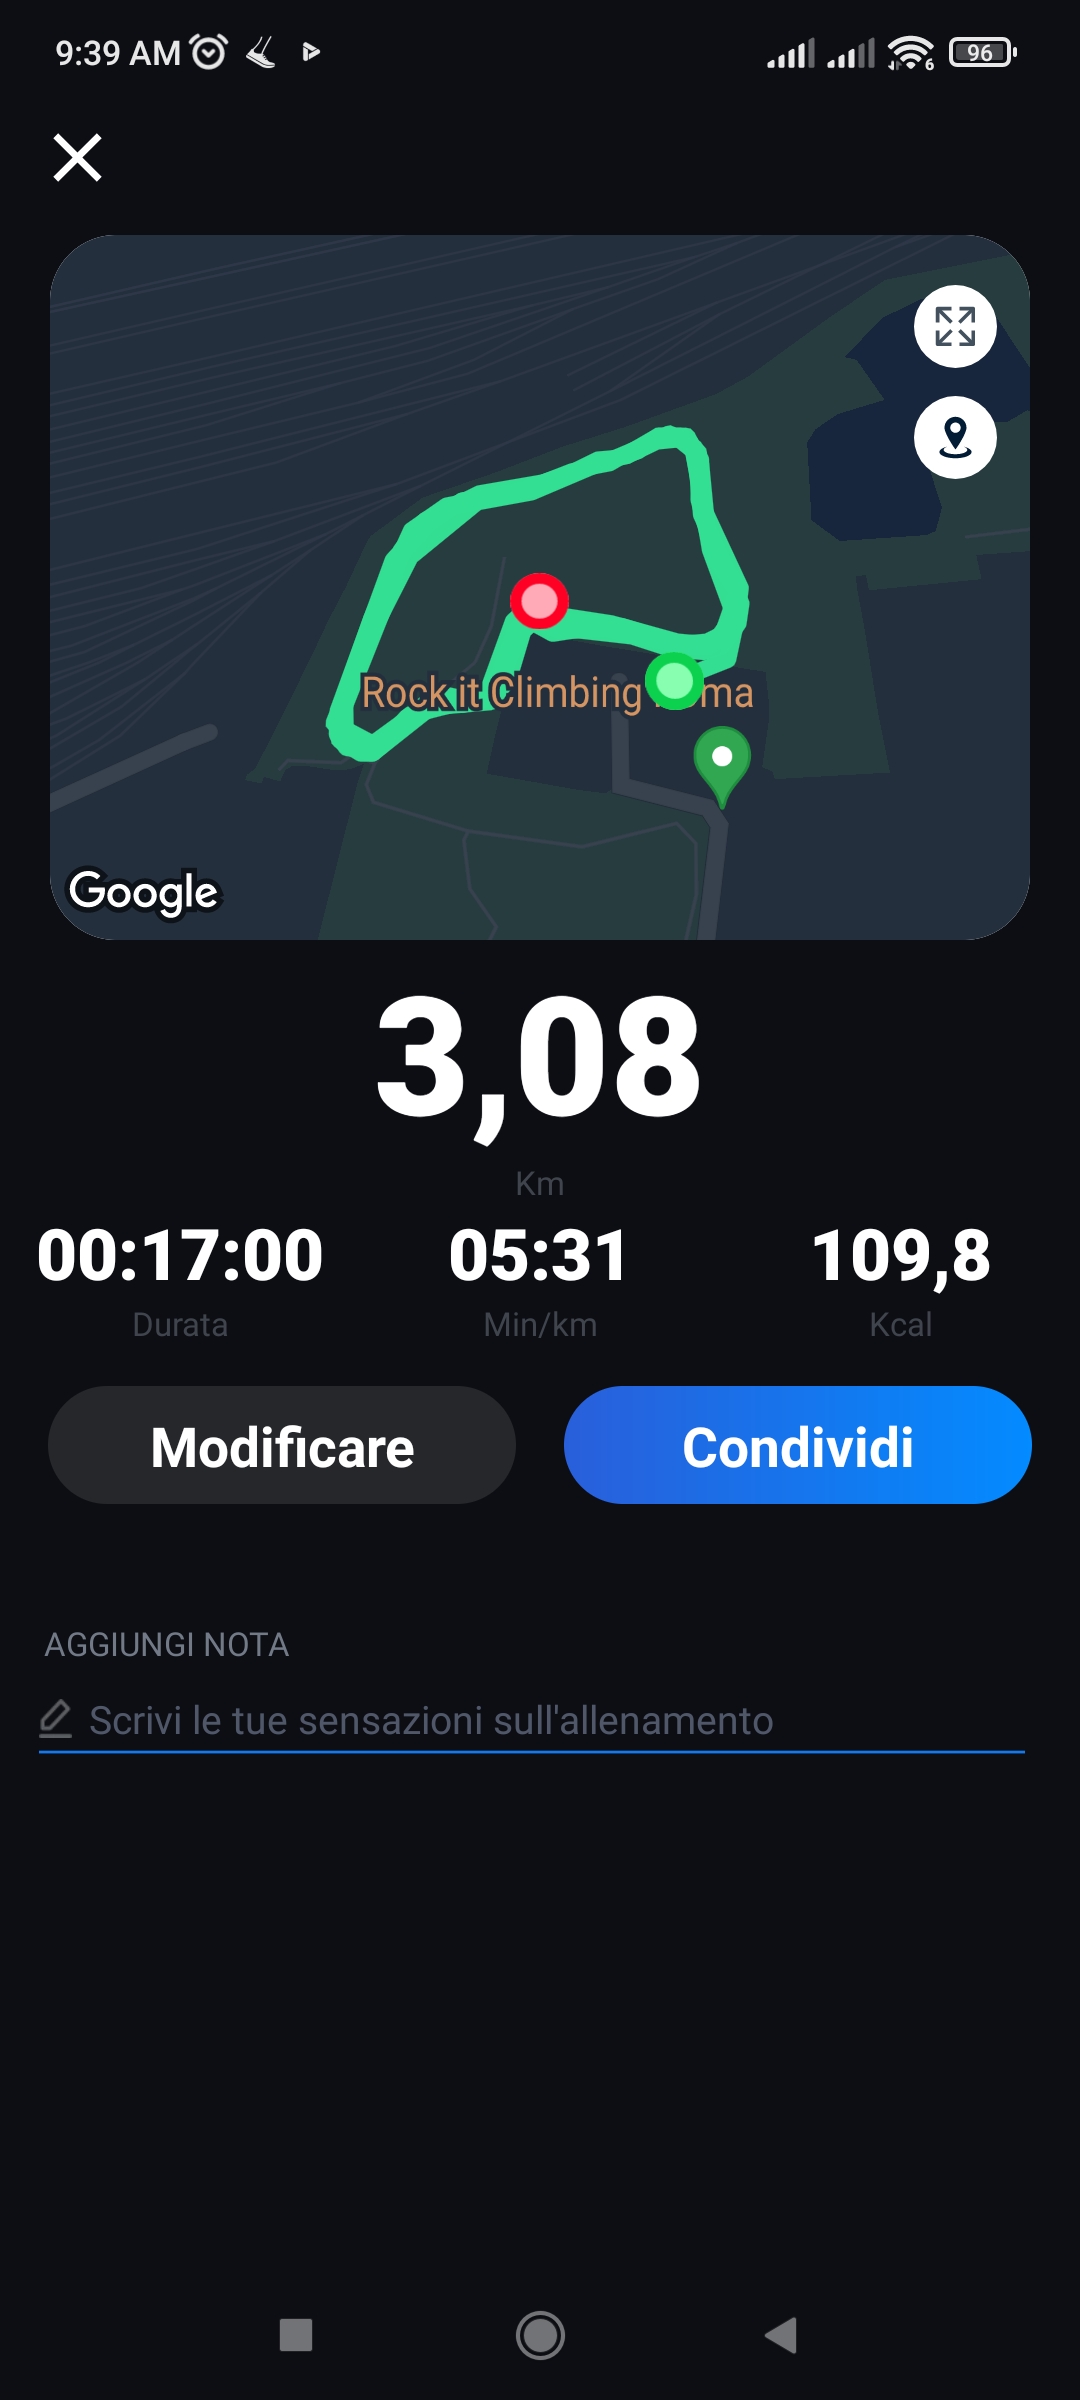 9:39 AM
6
96
Rock it Climbing
ma
Google
3,08
Km
00:17:00 05:31 109,8
Durata Min/km Kcal
Modificare Condividi
AGGIUNGI NOTA
Scrivi le tue sensazioni sull'allenamento